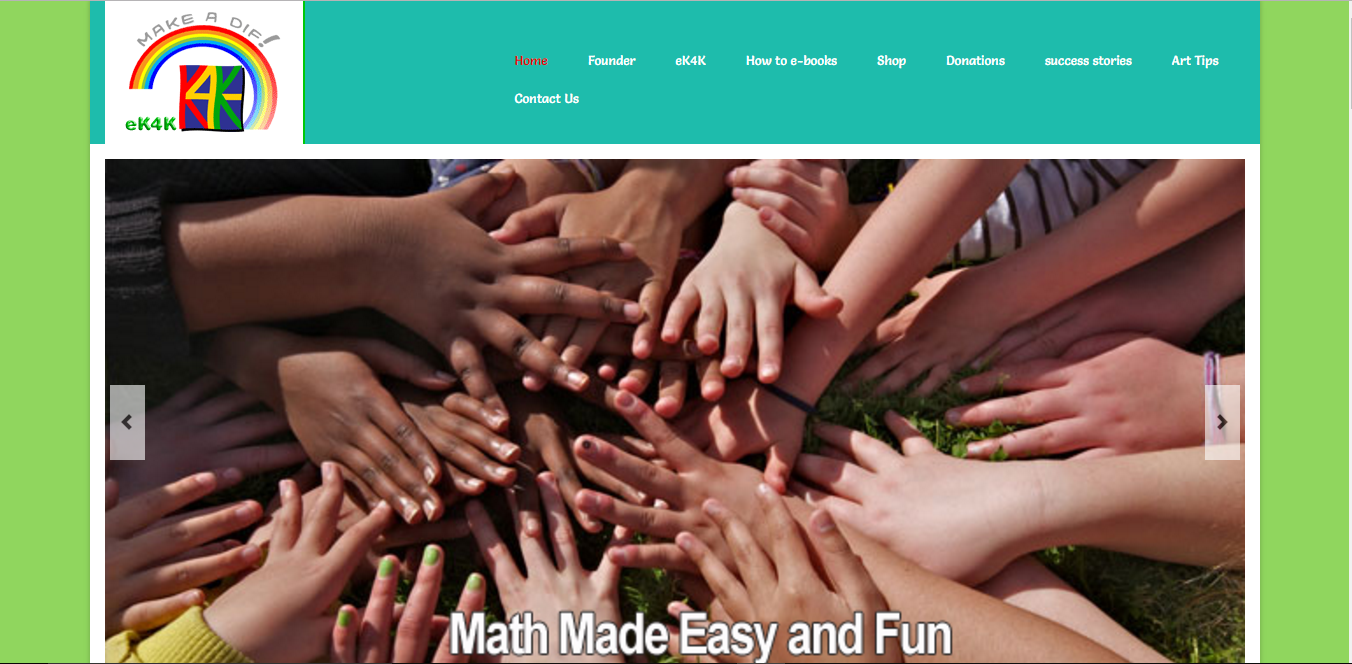 MAKE A DIF!
K4K
eK4K
Home Founder eK4K How to e-books Shop Donations success stories Art Tips
Contact Us
Math Made Easy and Fun